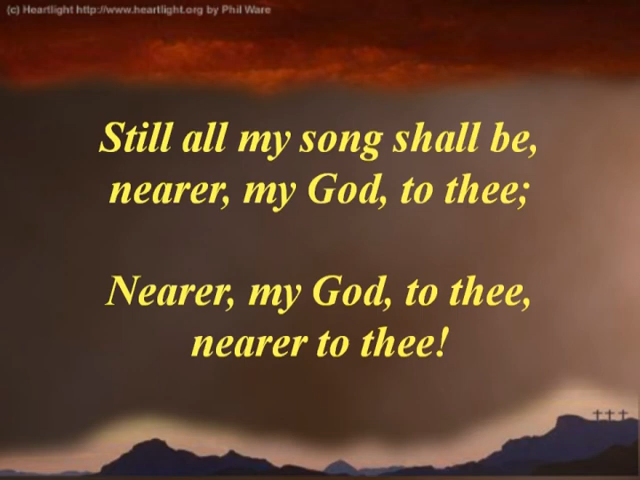 (c) Heartlight http://www.heartlight.org by Phil Ware
Still all my song shall be,
nearer, my God, to thee;
Nearer, my God, to thee,
nearer to thee!